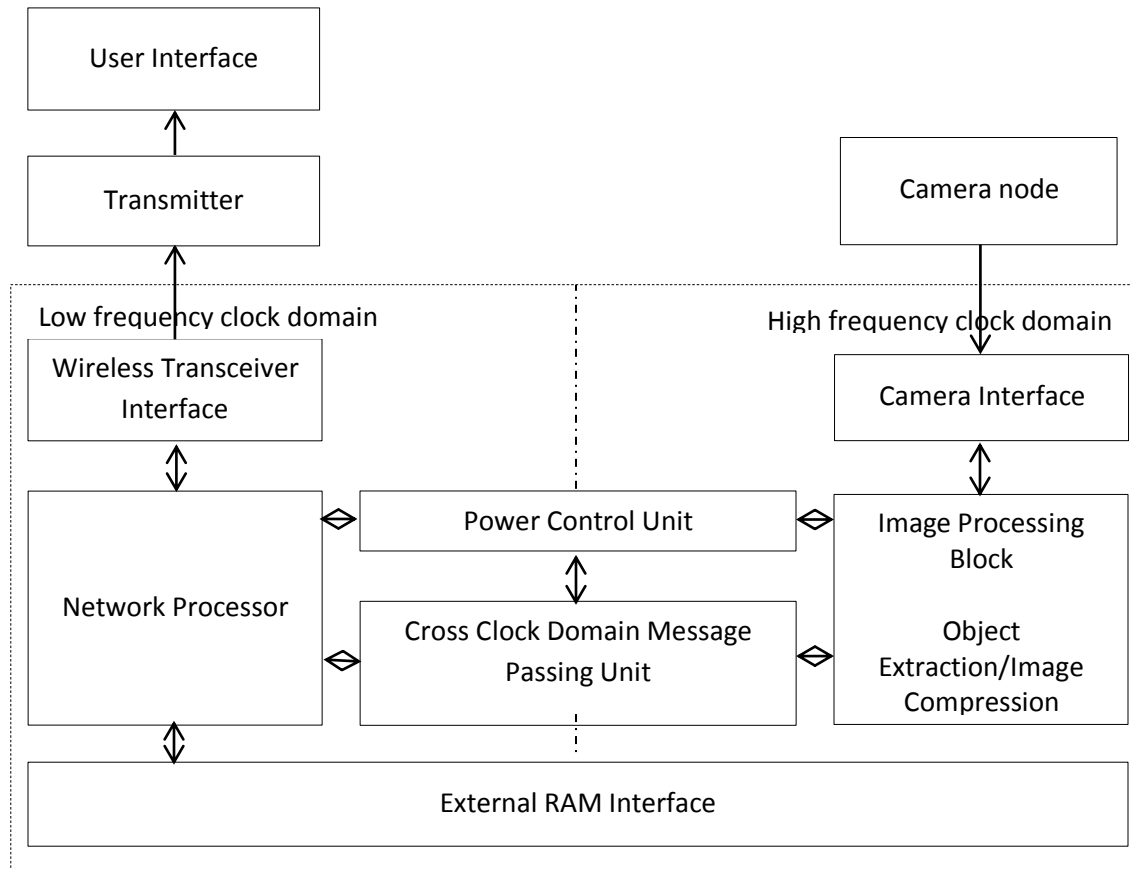 User Interface
Transmitter
Camera node
Low frequency clock domain
High frequency clock domain
Wireless Transceiver
Interface
Camera Interface
Power Control Unit
Image Processing
Block
Network Processor
Cross Clock Domain Message
Passing Unit
Object
Extraction/Image
Compression
External RAM Interface